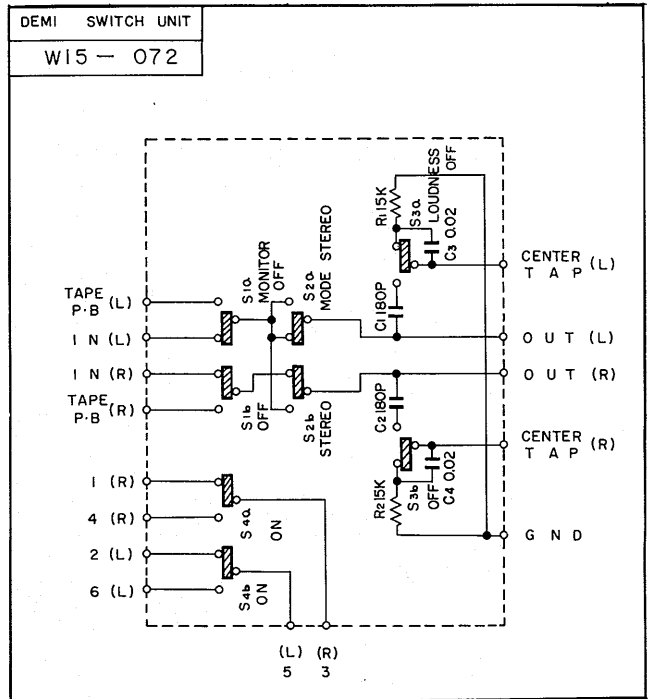 DEMI SWITCH UNIT
W15 - 072
TAPE P·B (L)
IN (L)
IN (R)
TAPE P·B (R)
1 (R)
4 (R)
2 (L)
6 (L)
S1a
MONITOR
OFF
S2a
MODE STEREO
S1b
OFF
S2b
STEREO
S4a
ON
S4b
ON
R1 15K
S3a
LOUDNESS
OFF
C3 0.02
C1 180P
C2 180P
R2 15K
S3b
OFF
C4 0.02
CENTER TAP (L)
OUT (L)
OUT (R)
CENTER TAP (R)
GND
(L) (R)
5 3